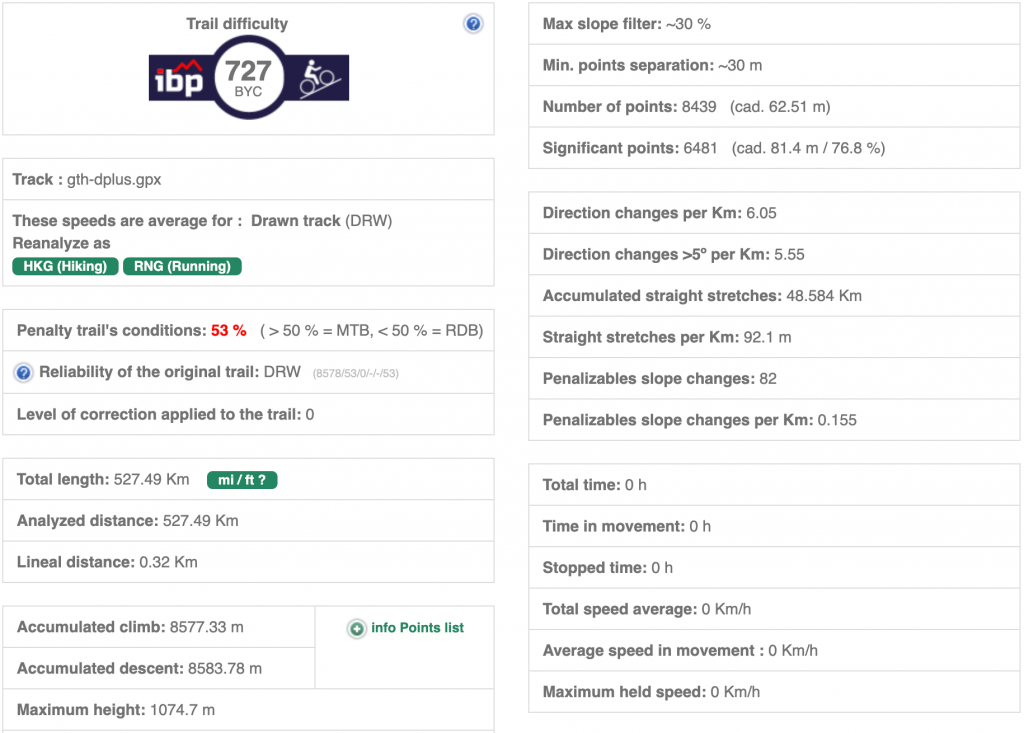 Trail difficulty
ibp
727
BYC
Track : gth-dplus.gpx
These speeds are average for : Drawn track (DRW)
Reanalyze as
HKG (Hiking) RNG (Running)
Penalty trail's conditions: 53 % ( > 50 % = MTB, < 50 % = RDB)
Reliability of the original trail: DRW (8578/53/0/-/-/53)
Level of correction applied to the trail: 0
Total length: 527.49 Km mi / ft ?
Analyzed distance: 527.49 Km
Lineal distance: 0.32 Km
Accumulated climb: 8577.33 m
info Points list
Accumulated descent: 8583.78 m
Maximum height: 1074.7 m
Max slope filter: ~30 %
Min. points separation: ~30 m
Number of points: 8439 (cad. 62.51 m)
Significant points: 6481 (cad. 81.4 m / 76.8 %)
Direction changes per Km: 6.05
Direction changes >5º per Km: 5.55
Accumulated straight stretches: 48.584 Km
Straight stretches per Km: 92.1 m
Penalizables slope changes: 82
Penalizables slope changes per Km: 0.155
Total time: 0 h
Time in movement: 0 h
Stopped time: 0 h
Total speed average: 0 Km/h
Average speed in movement : 0 Km/h
Maximum held speed: 0 Km/h